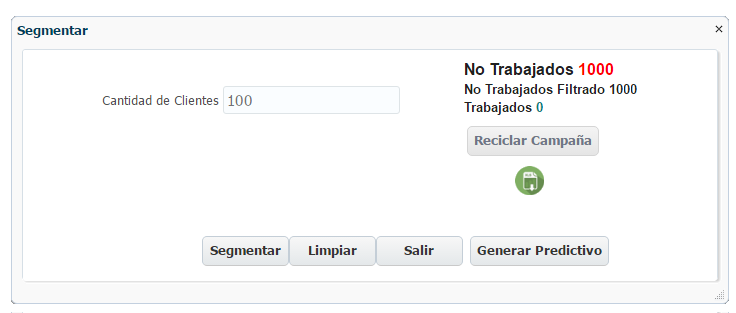 Segmentar
×
No Trabajados 1000
No Trabajados Filtrado 1000
Trabajados 0
Cantidad de Clientes 100
Reciclar Campaña
Segmentar Limpiar Salir Generar Predictivo